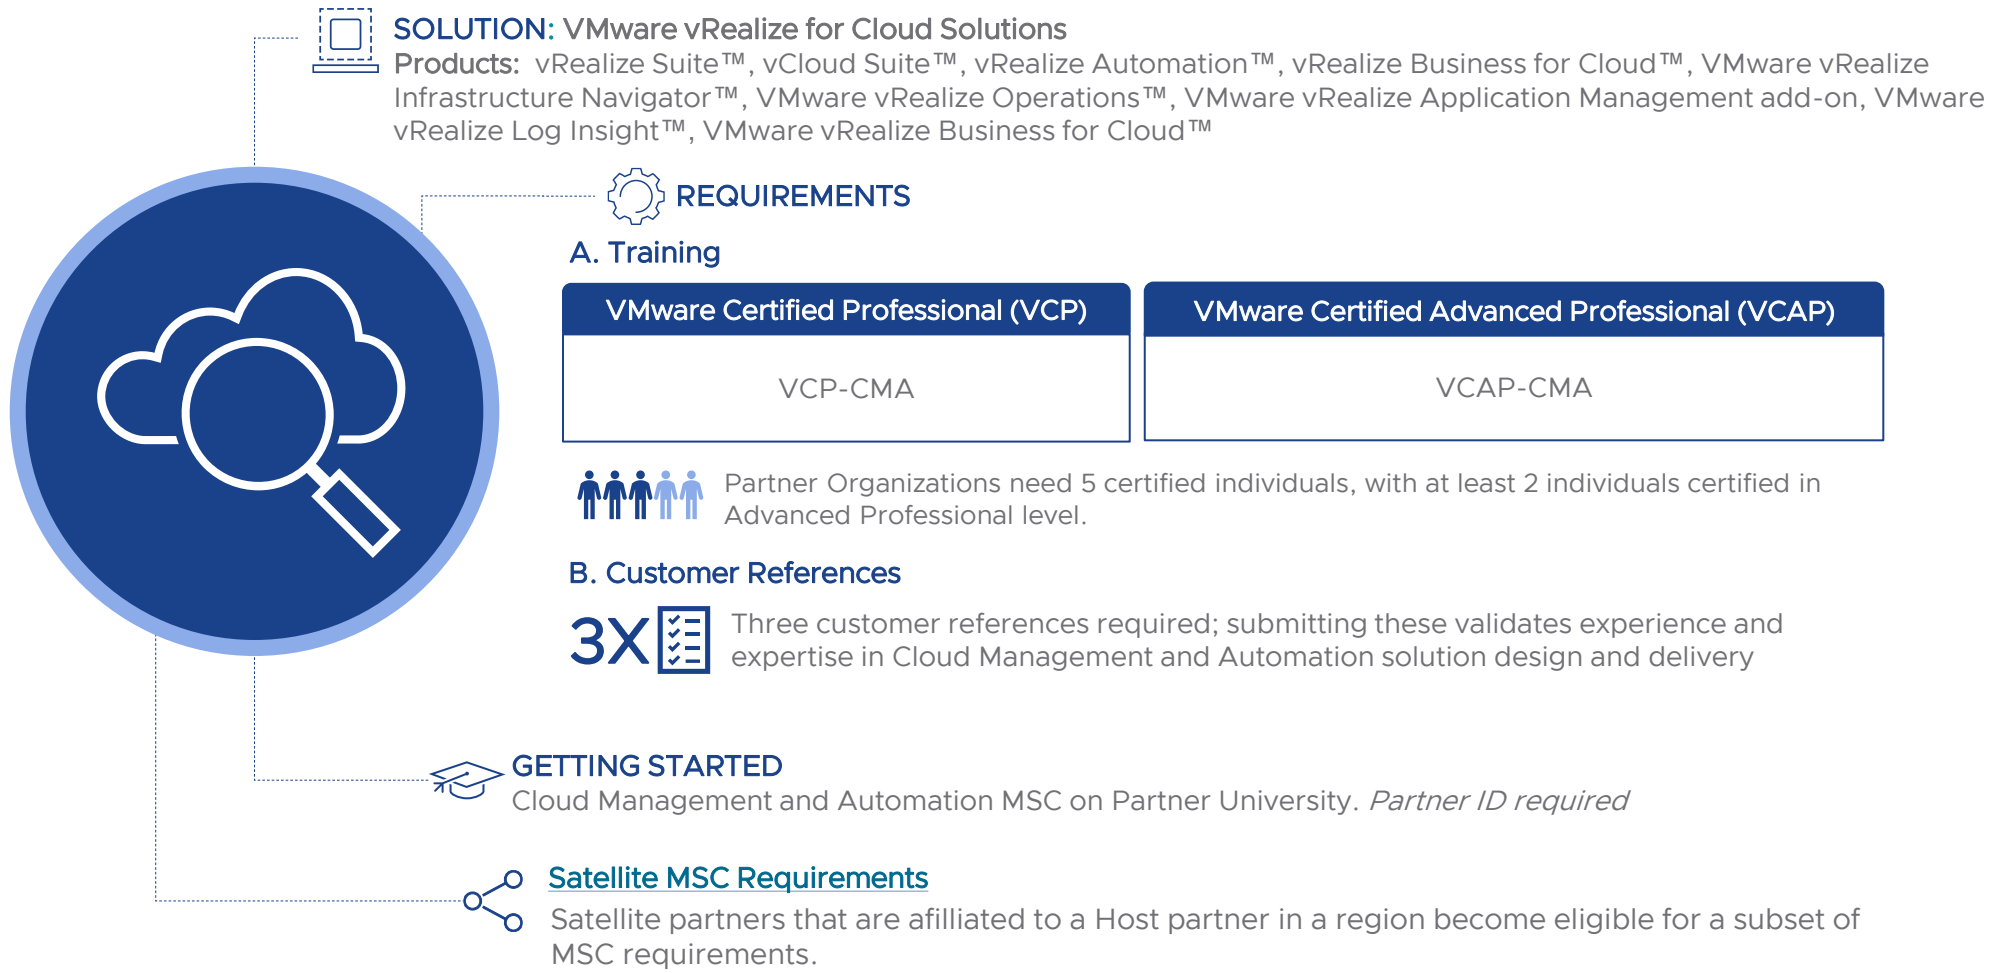 SOLUTION: VMware vRealize for Cloud Solutions
Products: vRealize Suite™, vCloud Suite™, vRealize Automation™, vRealize Business for Cloud™, VMware vRealize
Infrastructure Navigator™, VMware vRealize Operations™, VMware vRealize Application Management add-on, VMware
vRealize Log Insight™, VMware vRealize Business for Cloud™
REQUIREMENTS
A. Training
VMware Certified Professional (VCP)
VCP-CMA
VMware Certified Advanced Professional (VCAP)
VCAP-CMA
Partner Organizations need 5 certified individuals, with at least 2 individuals certified in
Advanced Professional level.
B. Customer References
3X
Three customer references required; submitting these validates experience and
expertise in Cloud Management and Automation solution design and delivery
GETTING STARTED
Cloud Management and Automation MSC on Partner University. Partner ID required
Satellite MSC Requirements
Satellite partners that are afilliated to a Host partner in a region become eligible for a subset of
MSC requirements.